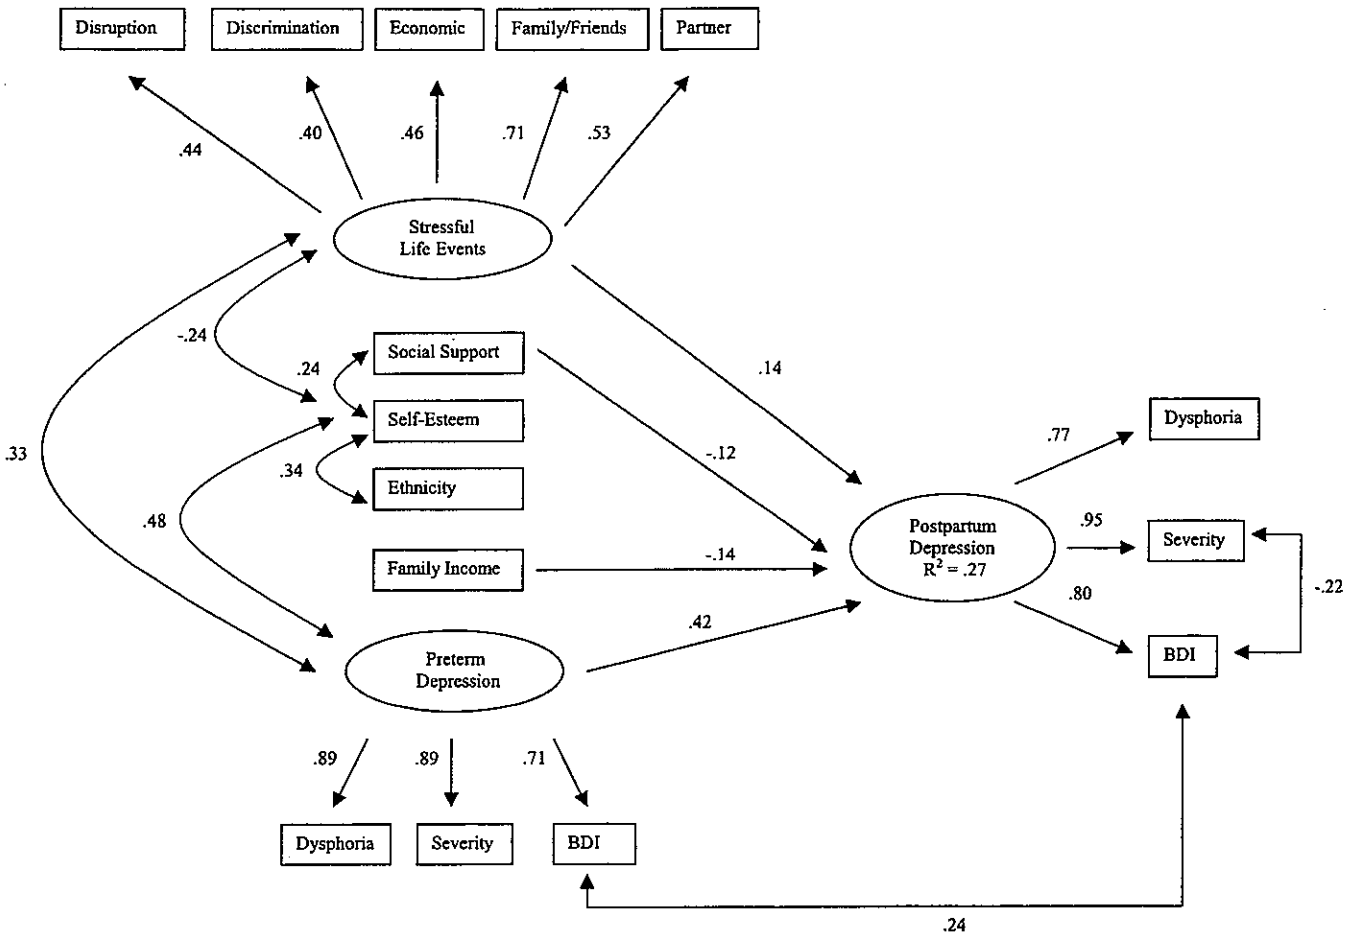 Disruption
Discrimination
Economic
Family/Friends
Partner
.44
.40
.46
.71
.53
Stressful
Life Events
-.24
.24
Social Support
.14
Self-Esteem
Dysphoria
.77
.33
.34
-.12
Ethnicity
.48
Postpartum
Depression
R² = .27
.95
Severity
Family Income
-.14
.80
-.22
.42
BDI
Preterm
Depression
.89
.89
.71
Dysphoria
Severity
BDI
.24